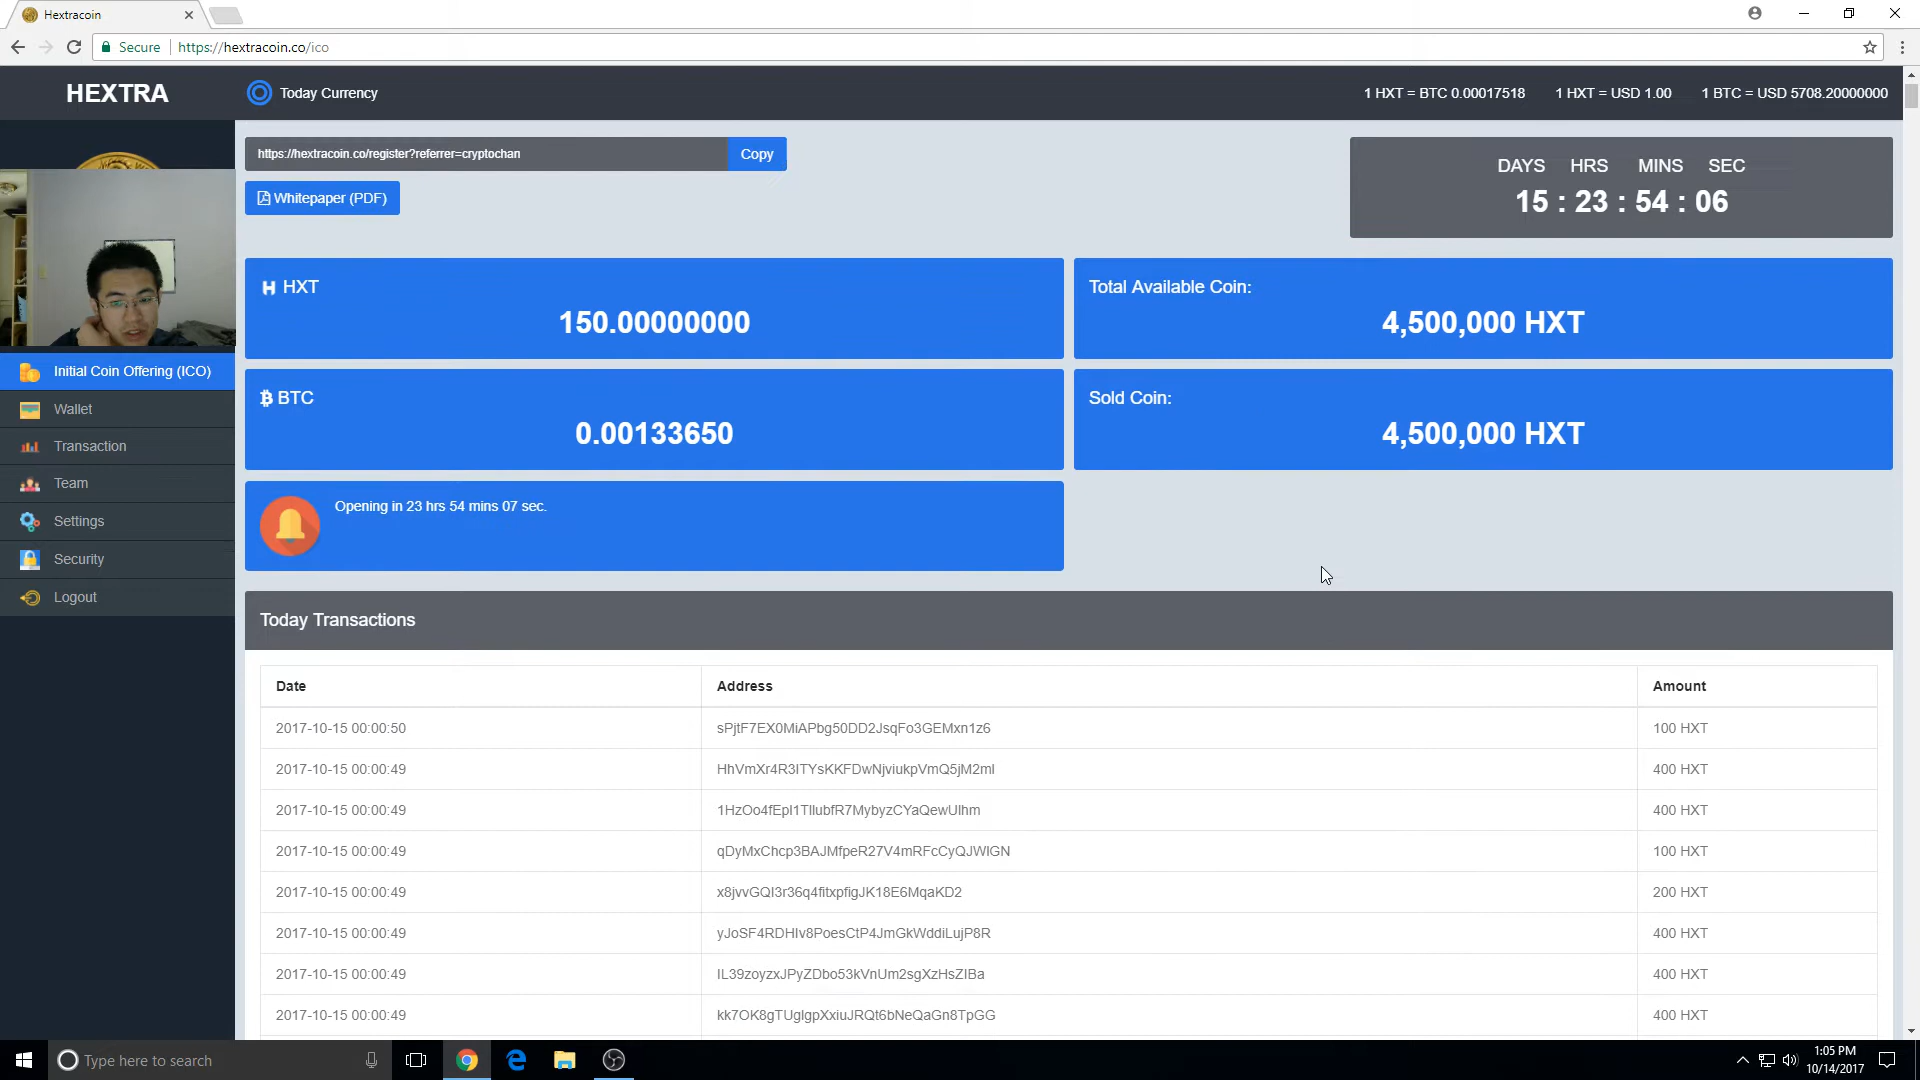 Hextracoin
Secure https://hextracoin.co/ico
HEXTRA
Today Currency
1 HXT = BTC 0.00017518 1 HXT = USD 1.00 1 BTC = USD 5708.20000000
https://hextracoin.co/register?referrer=cryptochan Copy
Whitepaper (PDF)
DAYS HRS MINS SEC
15 : 23 : 54 : 06
HXT
150.00000000
Total Available Coin:
4,500,000 HXT
BTC
0.00133650
Sold Coin:
4,500,000 HXT
Opening in 23 hrs 54 mins 07 sec.
Initial Coin Offering (ICO)
Wallet
Transaction
Team
Settings
Security
Logout
Today Transactions
Date Address Amount
2017-10-15 00:00:50 sPjtF7EX0MiAPbg50DD2JsqFo3GEMxn1z6 100 HXT
2017-10-15 00:00:49 400 HXT
2017-10-15 00:00:49 400 HXT
2017-10-15 00:00:49 100 HXT
2017-10-15 00:00:49 200 HXT
2017-10-15 00:00:49 400 HXT
2017-10-15 00:00:49 400 HXT
2017-10-15 00:00:49 400 HXT
Type here to search
1:05 PM
10/14/2017